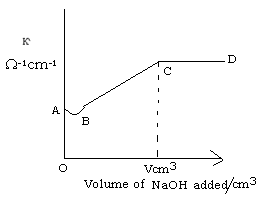 κ
Ω-1cm-1
A
B
C
D
O
Vcm3
Volume of NaOH added/cm3